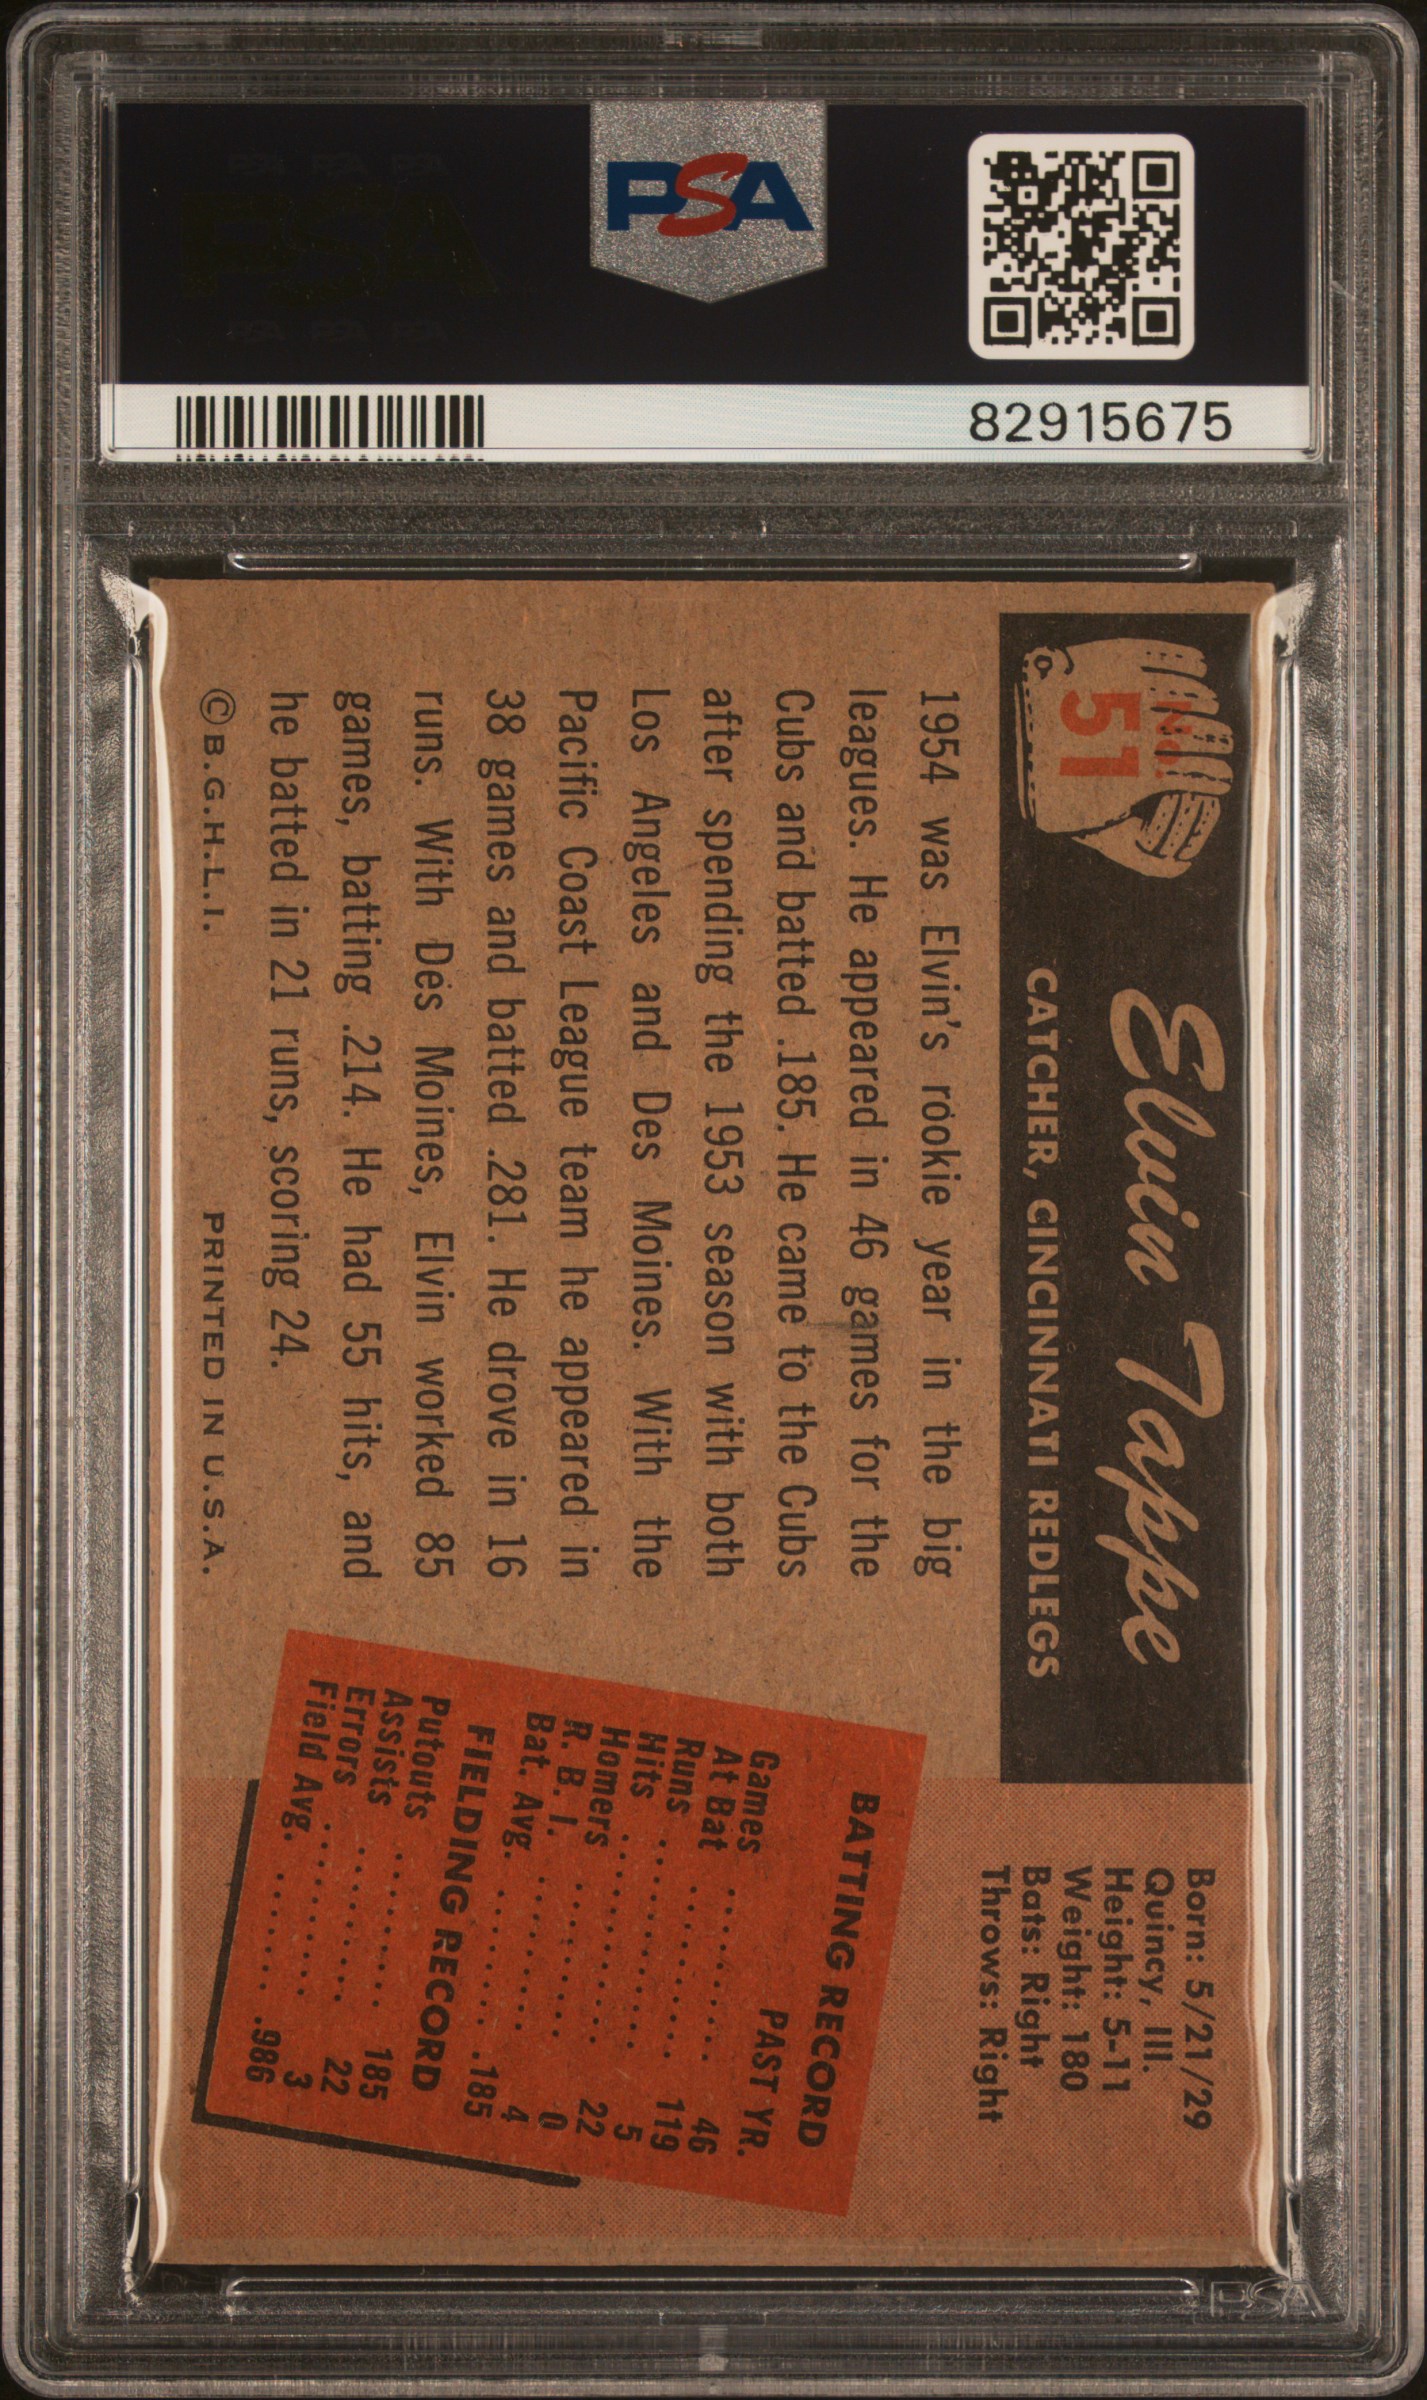 PSA
82915675
No.
51
Elvin Tappe
CATCHER, CINCINNATI REDLEGS
1954 was Elvin's rookie year in the big
leagues. He appeared in 46 games for the
Cubs and batted .185. He came to the Cubs
after spending the 1953 season with both
Los Angeles and Des Moines. With the
Pacific Coast League team he appeared in
38 games and batted .281. He drove in 16
runs. With Des Moines, Elvin worked 85
games, batting .214. He had 55 hits, and
he batted in 21 runs, scoring 24.
© B.G.H.L.I.
PRINTED IN U.S.A.
Born: 5/21/29
Quincy, Ill.
Height: 5-11
Weight: 180
Bats: Right
Throws: Right
BATTING RECORD
PAST YR.
Games .......... 46
At Bat .......... 119
Runs .......... 5
Hits .......... 22
Homers .......... 0
R. B. I. .......... 4
Bat. Avg. .......... .185
FIELDING RECORD
Putouts .......... 185
Assists .......... 22
Errors .......... 3
Field Avg. .......... .986
PSA